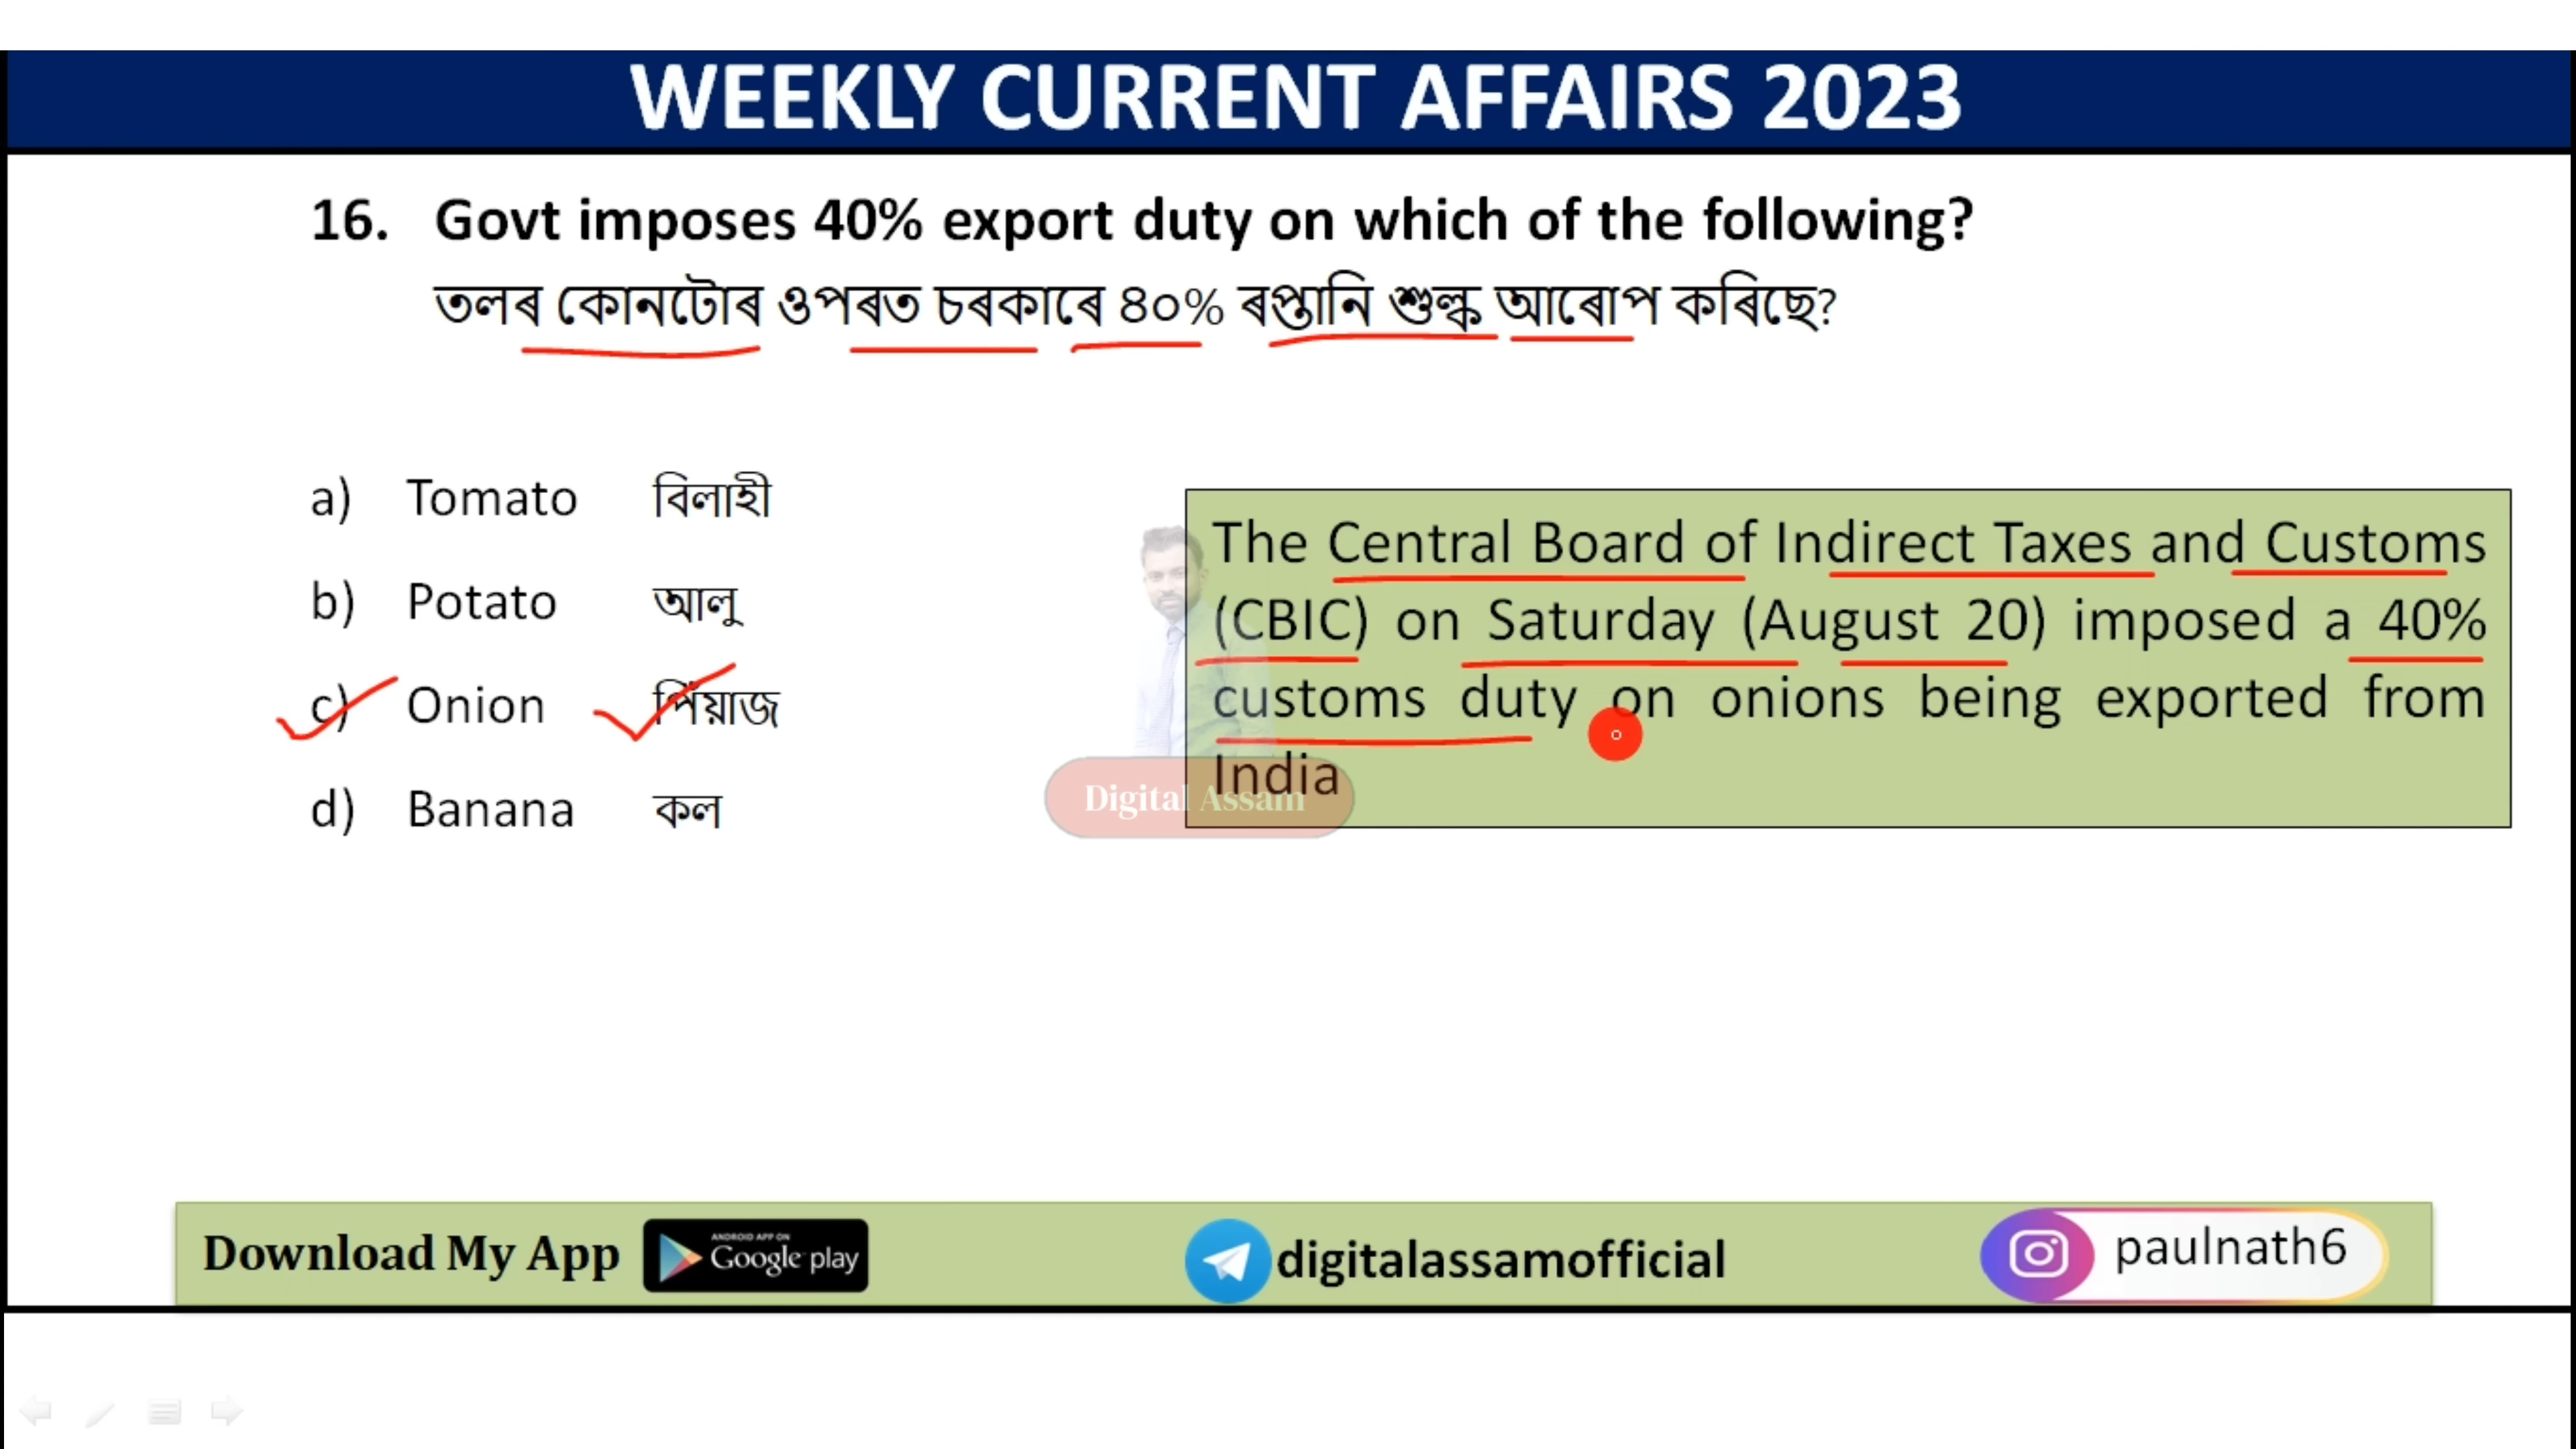 WEEKLY CURRENT AFFAIRS 2023
16. Govt imposes 40% export duty on which of the following?
তলৰ কোনটোৰ ওপৰত চৰকাৰে ৪০% ৰপ্তানি শুল্ক আৰোপ কৰিছে?
a) Tomato বিলাহী
b) Potato আলু
c) Onion পিঁয়াজ
d) Banana কল
The Central Board of Indirect Taxes and Customs
(CBIC) on Saturday (August 20) imposed a 40%
customs duty on onions being exported from
India
Digital Assam
Download My App
ANDROID APP ON
Google play
digitalassamofficial
paulnath6